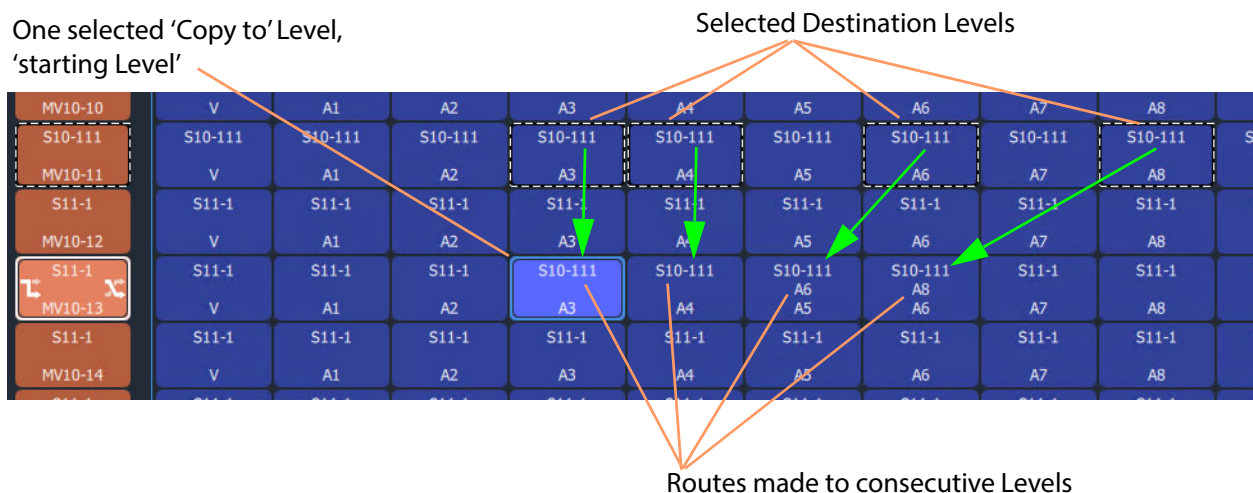 One selected ‘Copy to’ Level,
‘starting Level’
Selected Destination Levels
MV10-10 V A1 A2 A3 A4 A5 A6 A7 A8
S10-111 S10-111 S10-111 S10-111 S10-111 S10-111 S10-111 S10-111 S10-111 S10-111 S
MV10-11 V A1 A2 A3 A4 A5 A6 A7 A8
S11-1 S11-1 S11-1 S11-1 S11-1 S11-1 S11-1 S11-1 S11-1 S11-1
MV10-12 V A1 A2 A3 A4 A5 A6 A7 A8
S11-1 S11-1 S11-1 S11-1 S10-111 S10-111 S10-111 S10-111 S11-1 S11-1
A6 A8
MV10-13 V A1 A2 A3 A4 A5 A6 A7 A8
S11-1 S11-1 S11-1 S11-1 S11-1 S11-1 S11-1 S11-1 S11-1 S11-1
MV10-14 V A1 A2 A3 A4 A5 A6 A7 A8
Routes made to consecutive Levels